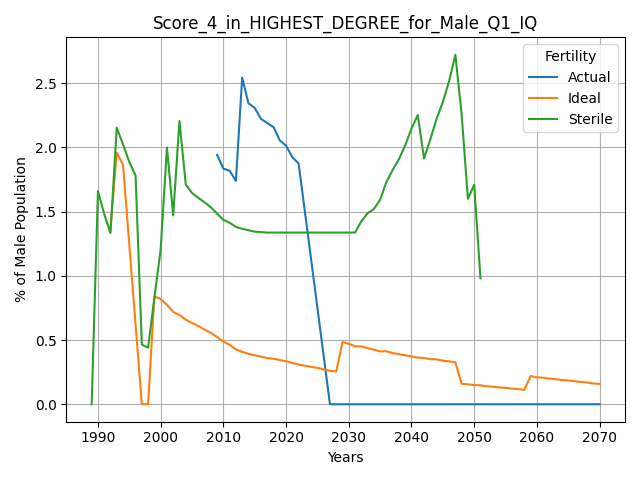 Score_4_in_HIGHEST_DEGREE_for_Male_Q1_IQ
Fertility
Actual
Ideal
Sterile
% of Male Population
2.5
2.0
1.5
1.0
0.5
0.0
1990 2000 2010 2020 2030 2040 2050 2060 2070
Years